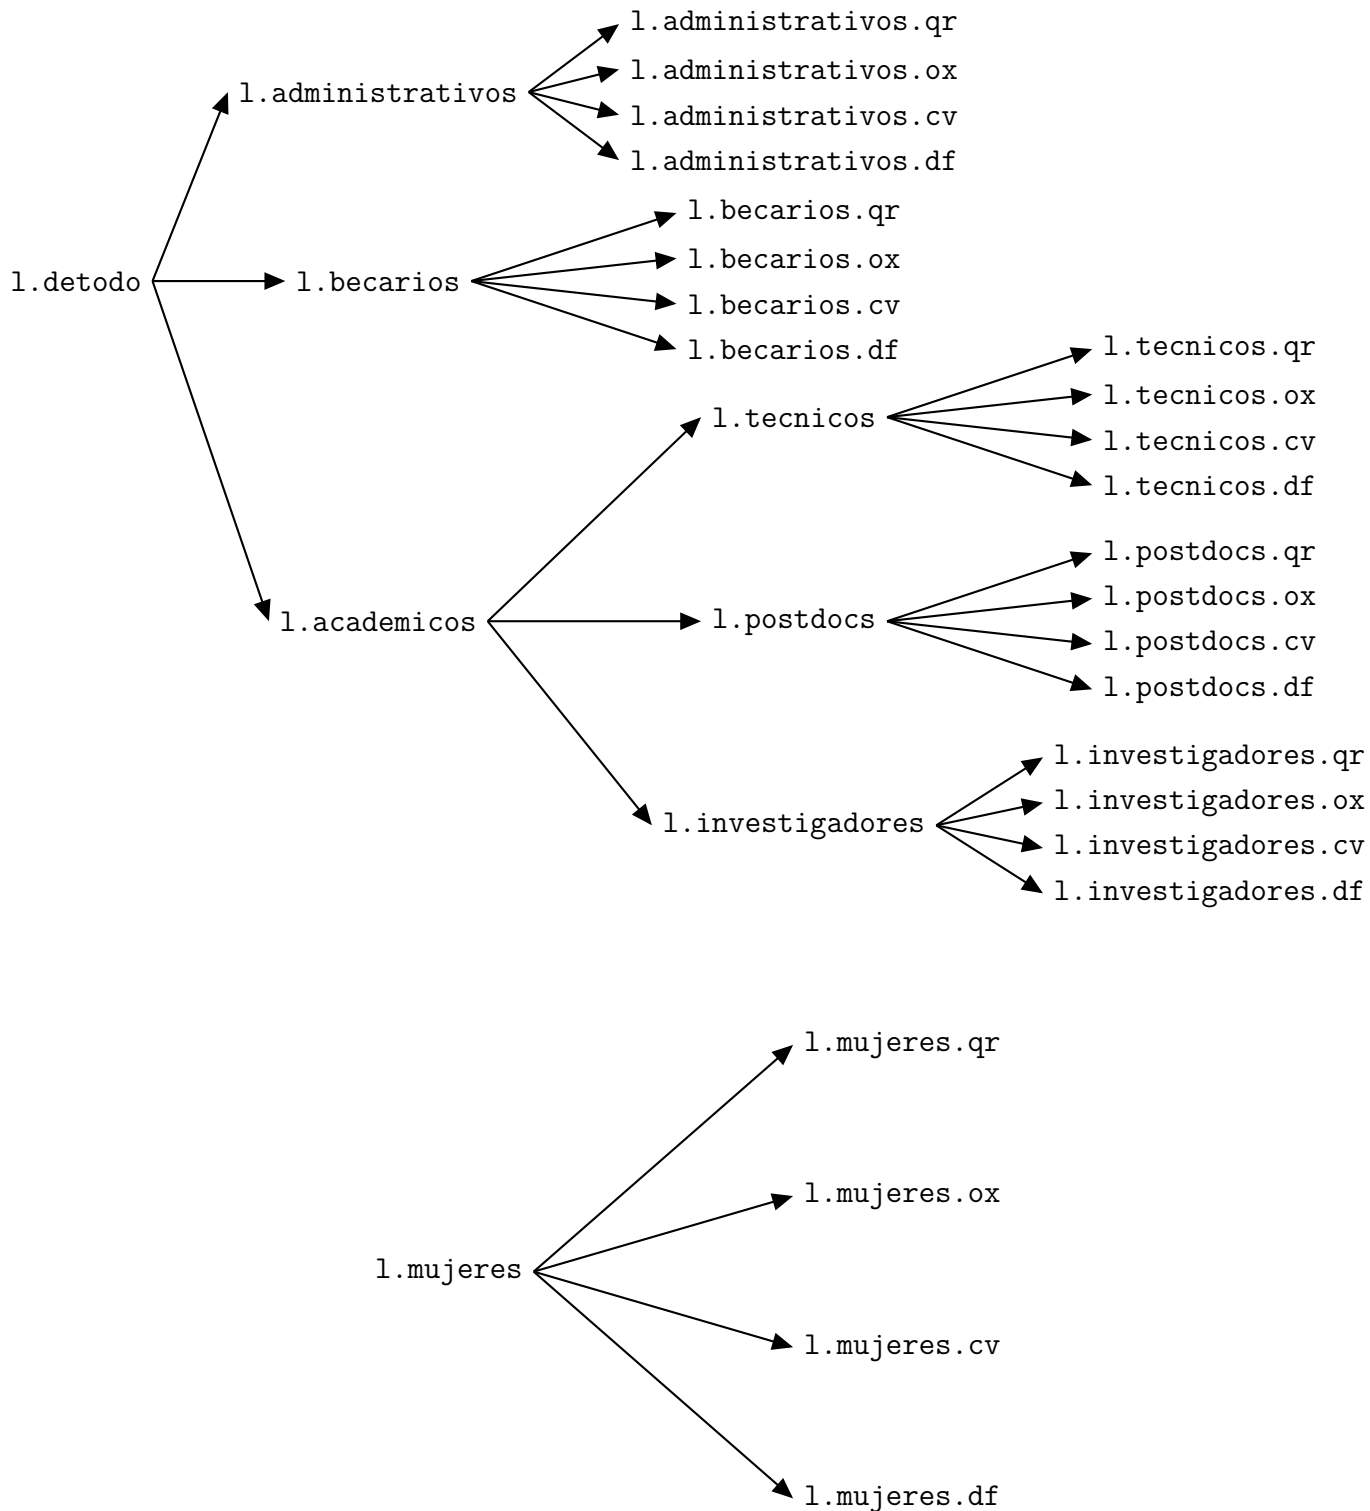 l.administrativos.qr
l.administrativos.ox
l.administrativos
l.administrativos.cv
l.administrativos.df
l.becarios.qr
l.becarios.ox
l.detodo
l.becarios
l.becarios.cv
l.becarios.df
l.tecnicos.qr
l.tecnicos.ox
l.tecnicos
l.tecnicos.cv
l.tecnicos.df
l.postdocs.qr
l.postdocs.ox
l.academicos
l.postdocs
l.postdocs.cv
l.postdocs.df
l.investigadores.qr
l.investigadores.ox
l.investigadores
l.investigadores.cv
l.investigadores.df
l.mujeres.qr
l.mujeres.ox
l.mujeres
l.mujeres.cv
l.mujeres.df